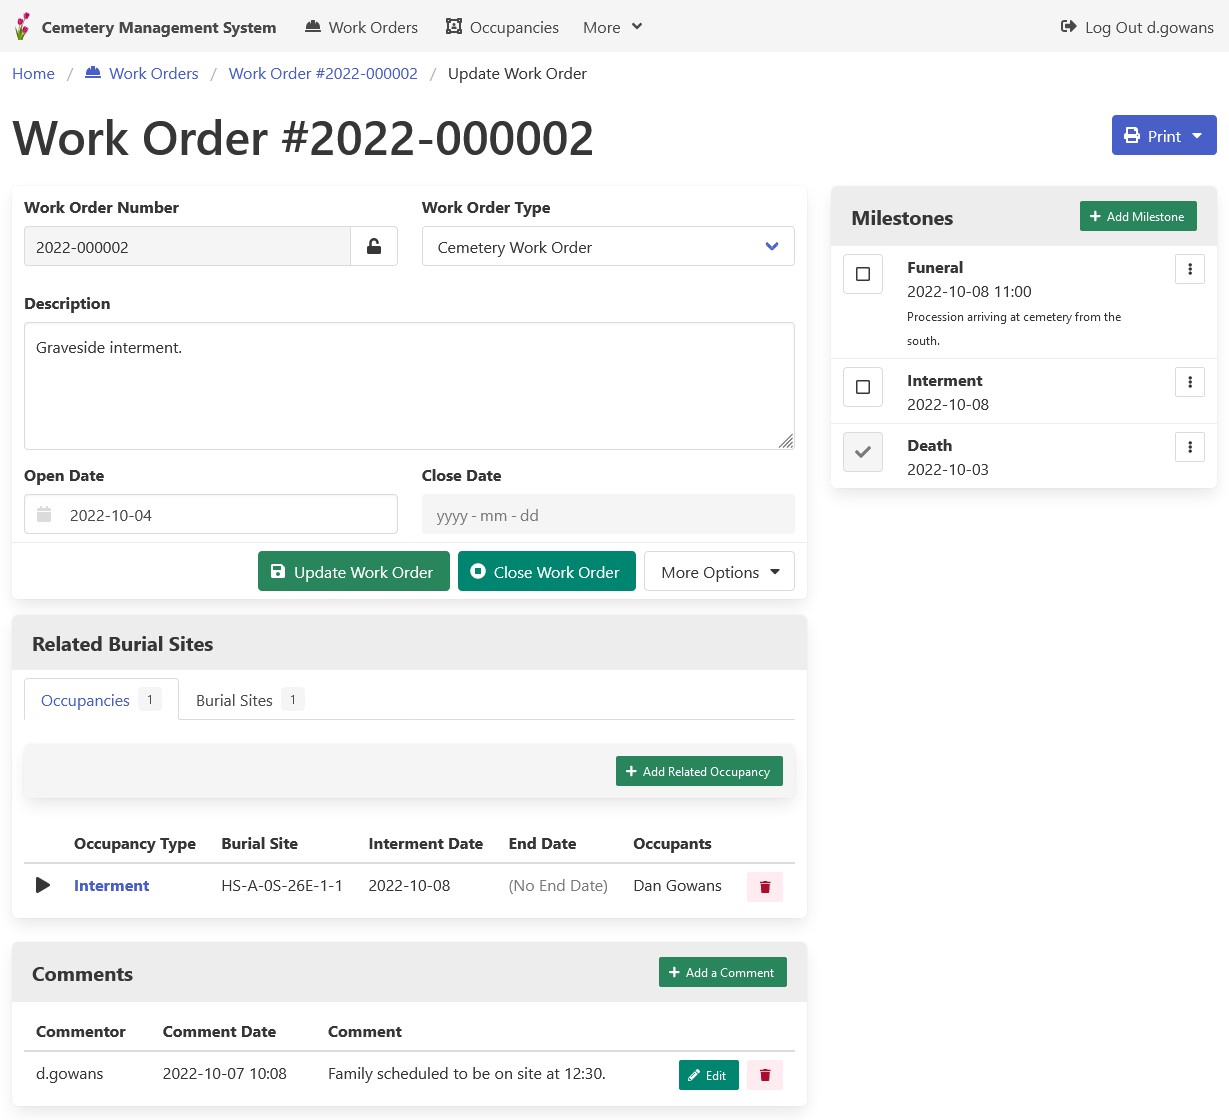 Cemetery Management System Work Orders Occupancies More Log Out d.gowans
Home / Work Orders / Work Order #2022-000002 / Update Work Order
Work Order #2022-000002
Print
Work Order Number Work Order Type
2022-000002 Cemetery Work Order
Description
Graveside interment.
Open Date Close Date
2022-10-04 yyyy - mm - dd
Update Work Order Close Work Order More Options
Milestones Add Milestone
Funeral
2022-10-08 11:00
Procession arriving at cemetery from the
south.
Interment
2022-10-08
Death
2022-10-03
Related Burial Sites
Occupancies 1 Burial Sites 1
Add Related Occupancy
Occupancy Type Burial Site Interment Date End Date Occupants
Interment HS-A-0S-26E-1-1 2022-10-08 (No End Date) Dan Gowans
Comments Add a Comment
Commentor Comment Date Comment
d.gowans 2022-10-07 10:08 Family scheduled to be on site at 12:30. Edit